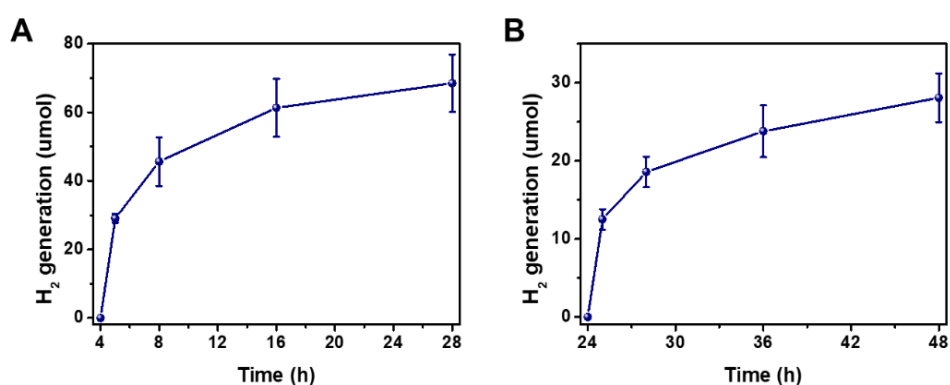 A
B
H2 generation (umol)
80
60
40
20
0
4 8 12 16 20 24 28
Time (h)
H2 generation (umol)
30
20
10
0
24 30 36 42 48
Time (h)